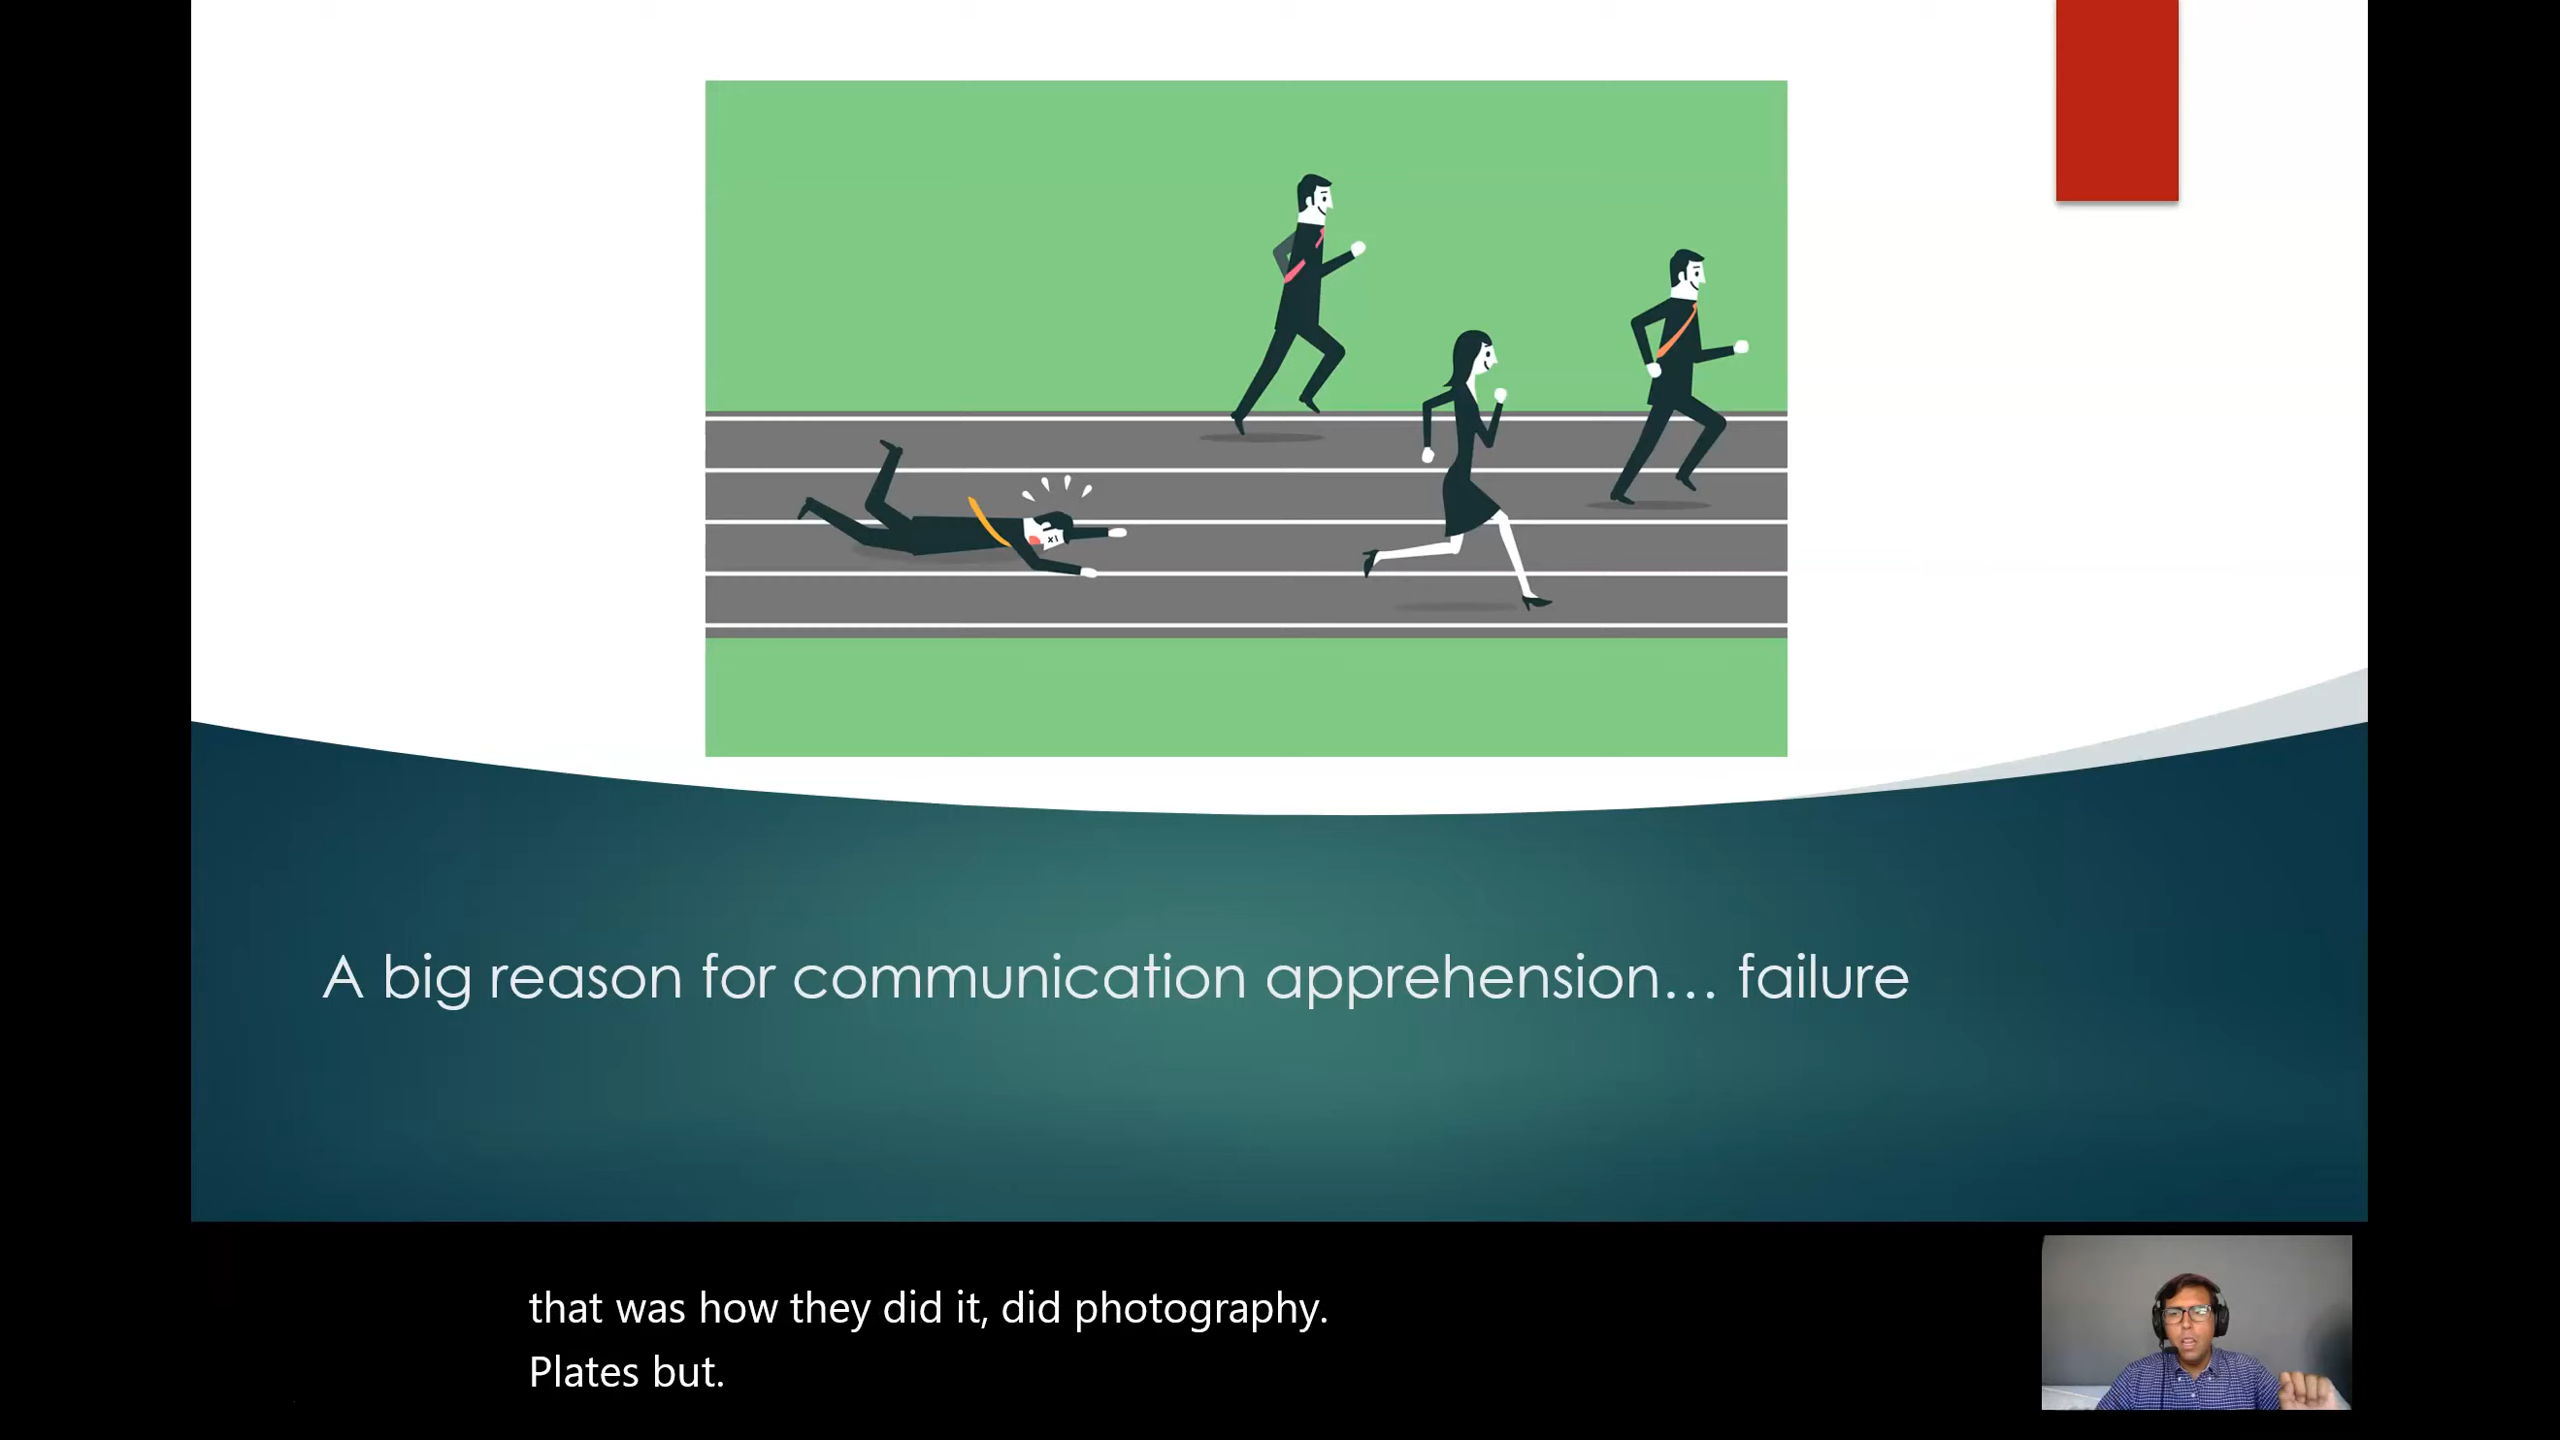 A big reason for communication apprehension... failure
that was how they did it, did photography.
Plates but.